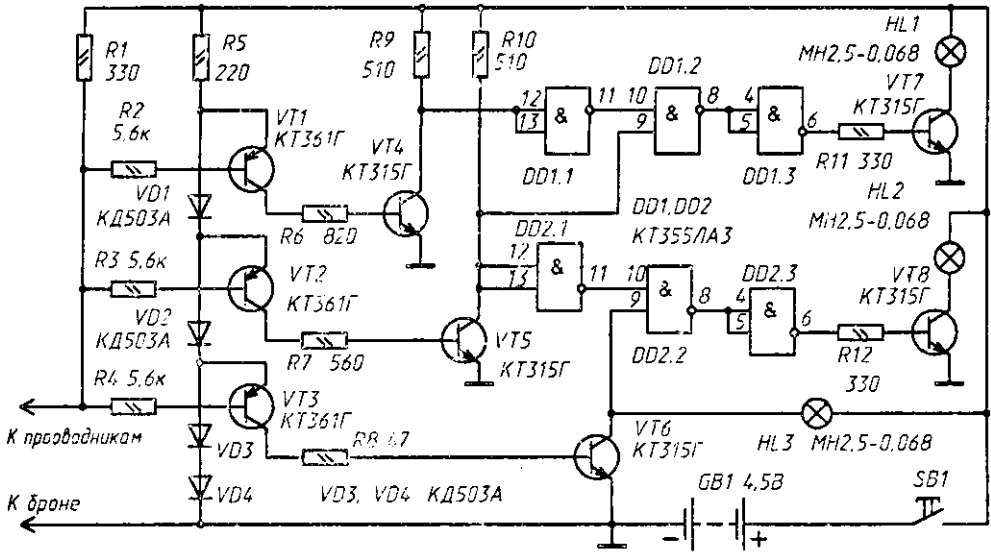 R1
330
R5
220
R9
510
R10
510
HL1
МН2,5-0,068
DD1.2
VT7
КТ315Г
R2
5,6к
VT1
КТ361Г
VT4
КТ315Г
12
13
&
11
10
9
&
8
4
5
&
6
R11 330
DD1.1
DD1.3
HL2
МН2,5-0,068
VD1
КД503А
R6 820
DD1,DD2
КТ355ЛА3
DD2.1
12
13
&
11
10
9
&
8
DD2.3
4
5
&
6
VT8
КТ315Г
R3 5,6к
VT2
КТ361Г
VD2
КД503А
R7 560
VT5
КТ315Г
DD2.2
R12
330
R4 5,6к
VT3
КТ361Г
К проводникам
VD3
R8 47
VT6
КТ315Г
HL3 МН2,5-0,068
VD4
VD3, VD4 КД503А
GB1 4,5В
SB1
К броне
- +